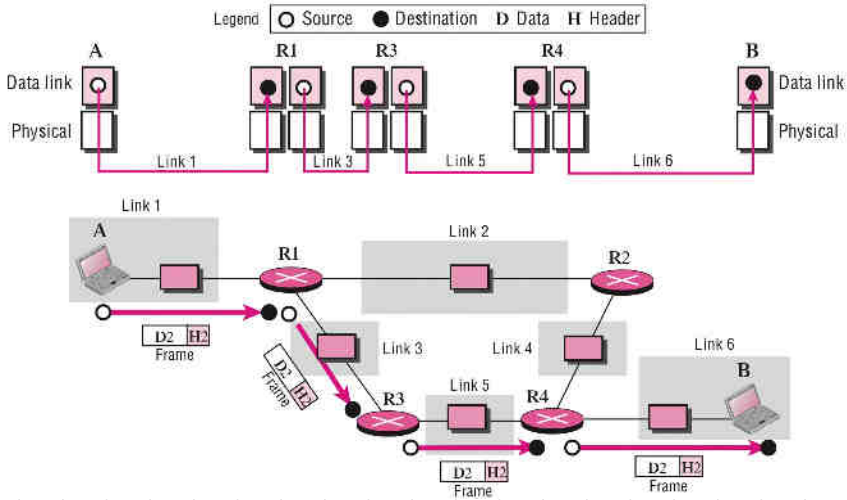 Legend Source Destination D Data H Header
A R1 R3 R4 B
Data link Data link
Physical Physical
Link 1 Link 3 Link 5 Link 6
Link 1
A
Link 2
R1 R2
D2 H2
Frame
Link 3
D2 H2
Frame
Link 4
Link 6
B
R3
Link 5
R4
D2 H2
Frame
D2 H2
Frame